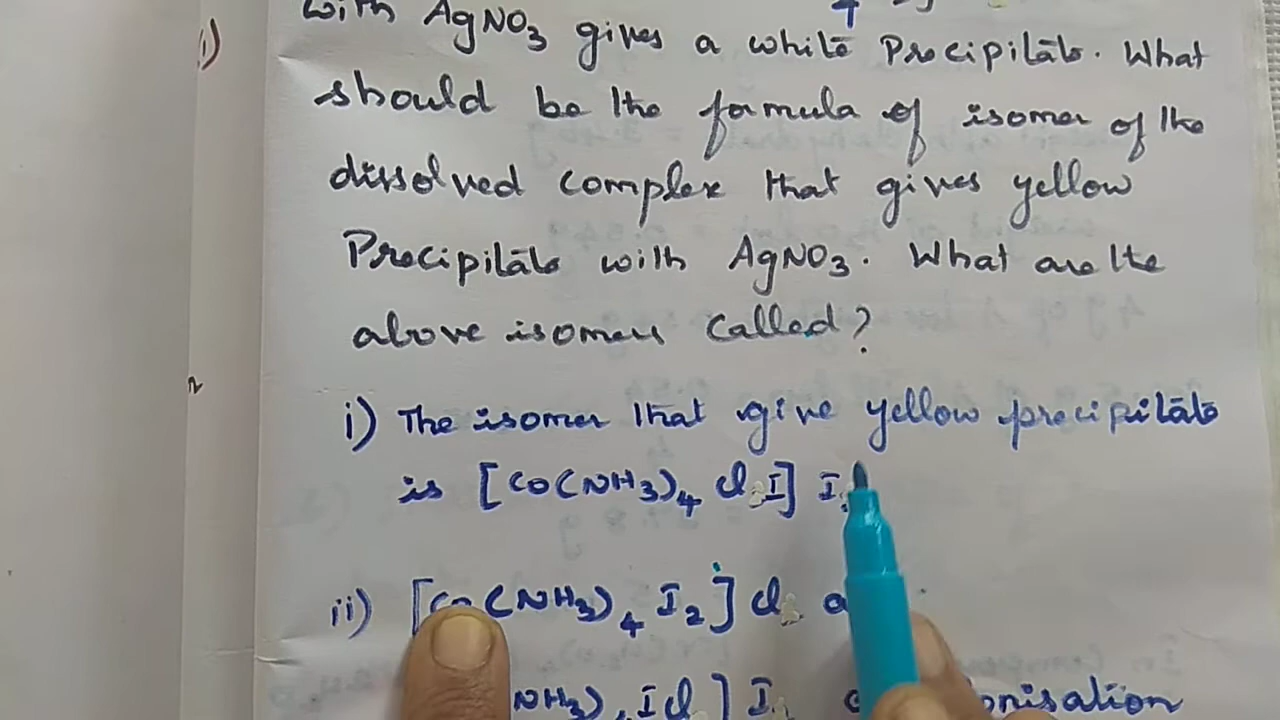 with AgNO3 gives a white Precipitate. What
should be the formula of isomer of the
dissolved complex that gives yellow
Precipitate with AgNO3. What are the
above isomers called?
i) The isomer that give yellow precipitate
is [Co(NH3)4 Cl I] I
ii) [Co(NH3)4 I2] Cl
NH3)4 I Cl ] I onisation